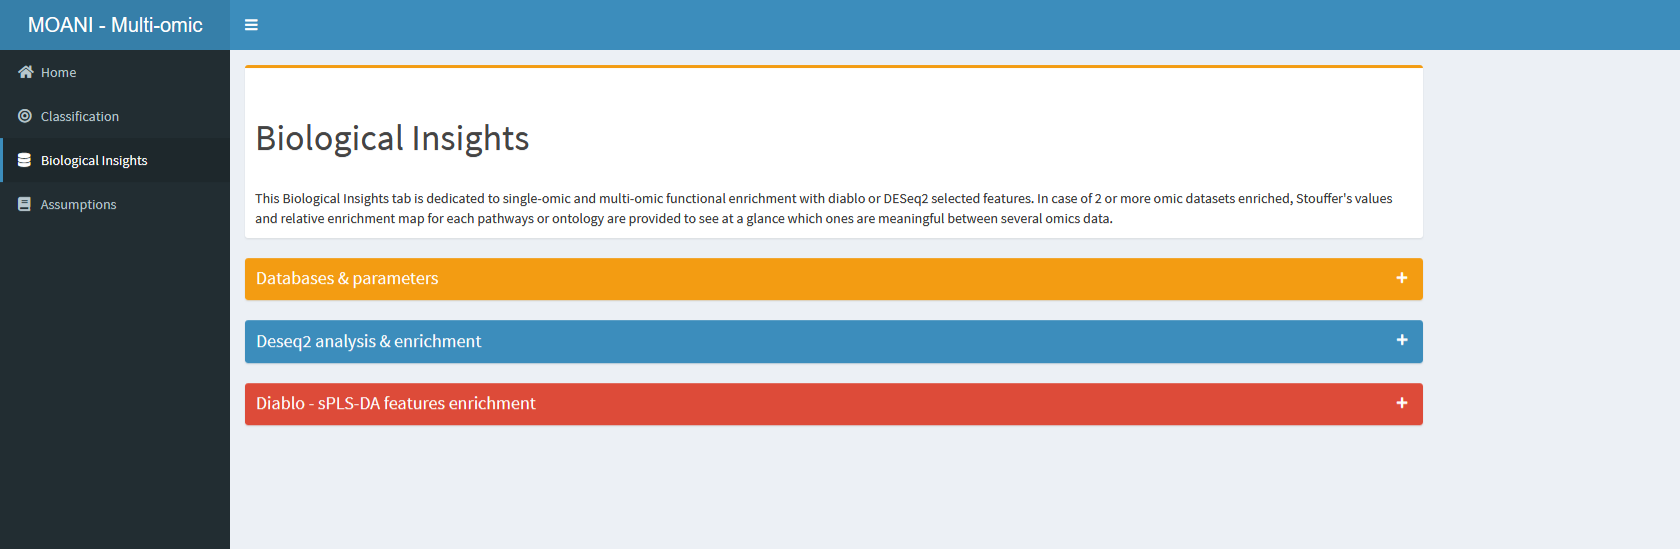 MOANI - Multi-omic
Home
Classification
Biological Insights
Assumptions
Biological Insights
This Biological Insights tab is dedicated to single-omic and multi-omic functional enrichment with diablo or DESeq2 selected features. In case of 2 or more omic datasets enriched, Stouffer's values
and relative enrichment map for each pathways or ontology are provided to see at a glance which ones are meaningful between several omics data.
Databases & parameters
Deseq2 analysis & enrichment
Diablo - sPLS-DA features enrichment